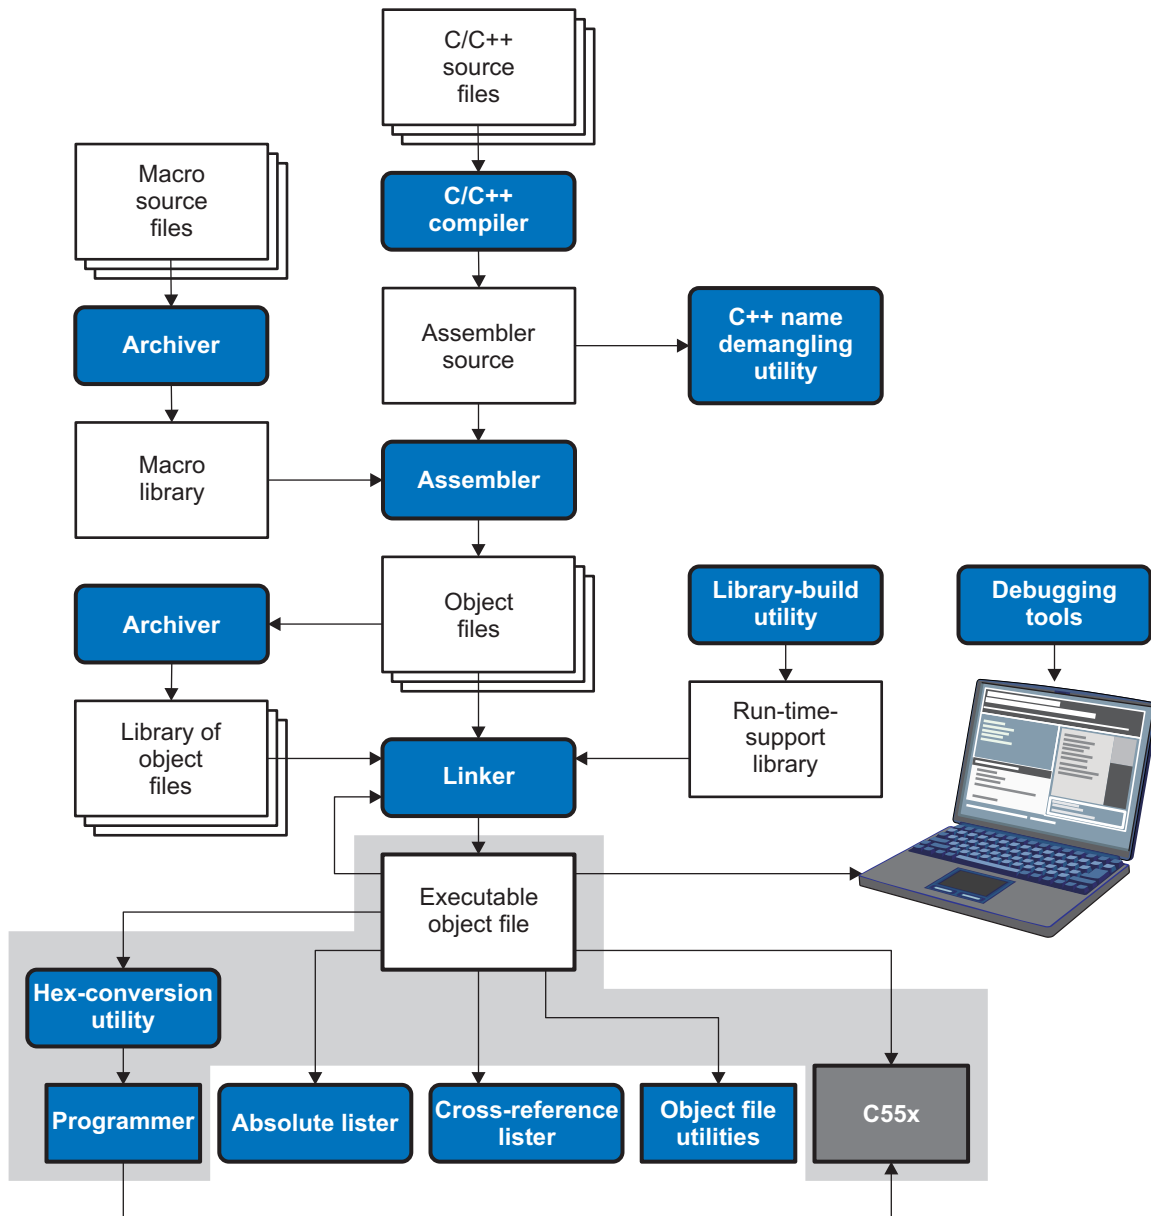 C/C++
source
files
Macro
source
files
C/C++
compiler
Archiver
Assembler
source
C++ name
demangling
utility
Macro
library
Assembler
Archiver
Object
files
Library-build
utility
Debugging
tools
Library of
object
files
Linker
Run-time-
support
library
Executable
object file
Hex-conversion
utility
Programmer
Absolute lister
Cross-reference
lister
Object file
utilities
C55x